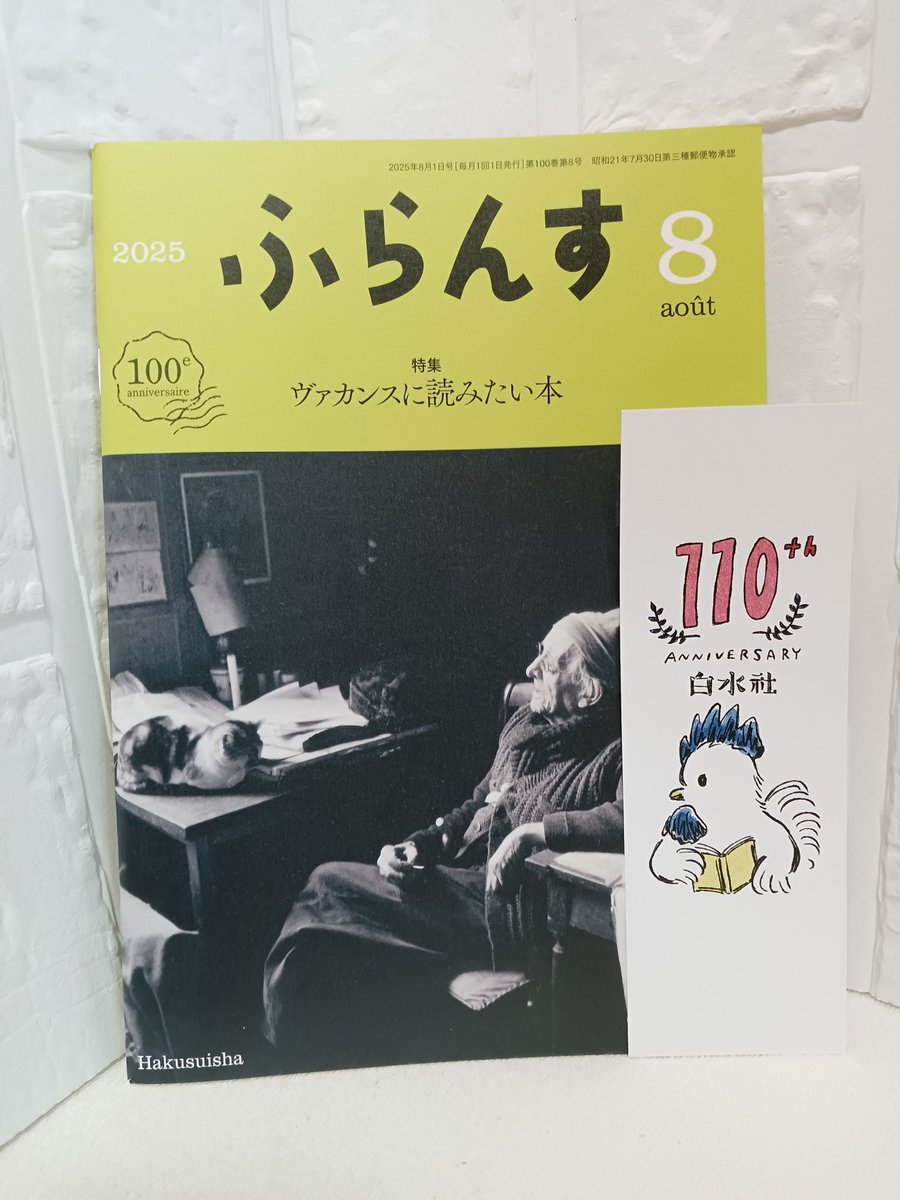 2025年8月1日号[毎月1回1日発行]第100巻第8号 昭和21年7月30日第三種郵便物承認
2025
ふらんす
8
août
100e
anniversaire
特集
ヴァカンスに読みたい本
Hakusuisha
110th
ANNIVERSARY
白水社